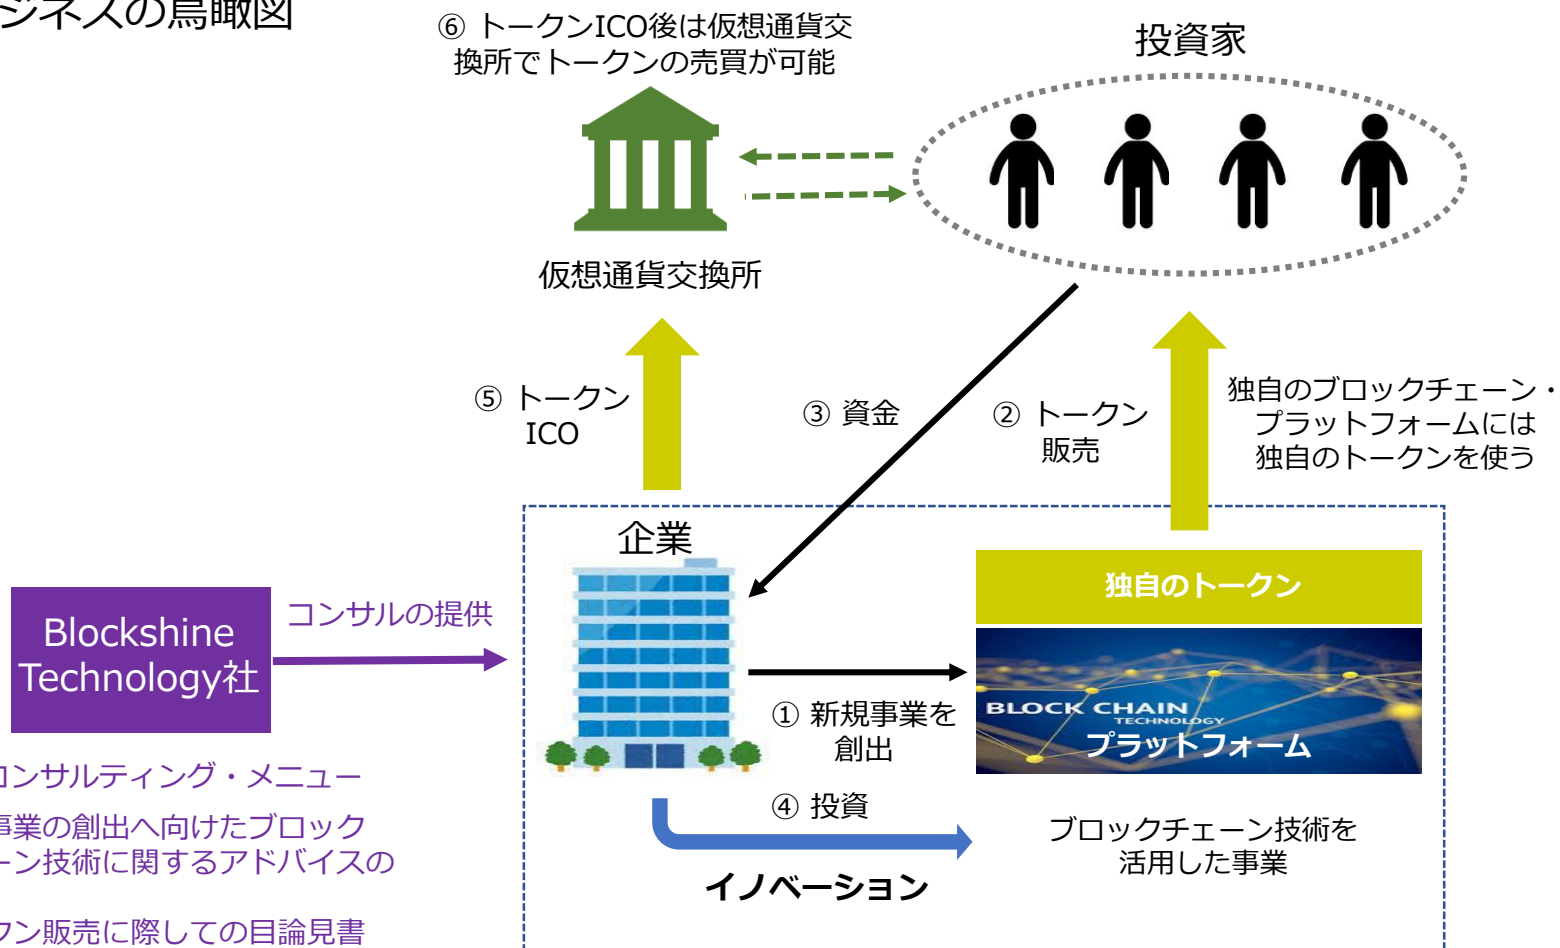 ジネスの鳥瞰図
⑥ トークンICO後は仮想通貨交
換所でトークンの売買が可能
投資家
仮想通貨交換所
⑤ トークン
ICO
③ 資金
② トークン
販売
独自のブロックチェーン・
プラットフォームには
独自のトークンを使う
企業
独自のトークン
Blockshine
Technology社
コンサルの提供
BLOCK CHAIN
TECHNOLOGY
プラットフォーム
① 新規事業を
創出
コンサルティング・メニュー
④ 投資
事業の創出へ向けたブロック
ーン技術に関するアドバイスの
ブロックチェーン技術を
活用した事業
イノベーション
クン販売に際しての目論見書